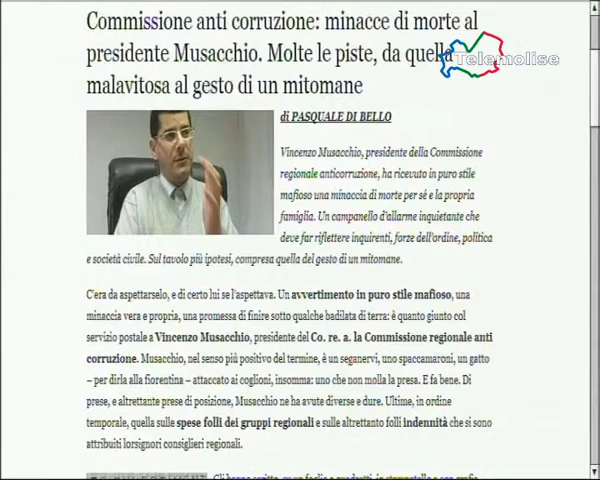 Commissione anti corruzione: minacce di morte al
presidente Musacchio. Molte le piste, da quella
malavitosa al gesto di un mitomane
Telemolise
di PASQUALE DI BELLO
Vincenzo Musacchio, presidente della Commissione
regionale anticorruzione, ha ricevuto in puro stile
mafioso una minaccia di morte per sé e la propria
famiglia. Un campanello d'allarme inquietante che
deve far riflettere inquirenti, forze dell'ordine, politica
e società civile. Sul tavolo più ipotesi, compresa quella del gesto di un mitomane.
C'era da aspettarselo, e di certo lui se l'aspettava. Un avvertimento in puro stile mafioso, una
minaccia vera e propria, una promessa di finire sotto qualche badilata di terra: è quanto giunto col
servizio postale a Vincenzo Musacchio, presidente del Co. re. a. la Commissione regionale anti
corruzione. Musacchio, nel senso più positivo del termine, è un seganervi, uno spaccamaroni, un gatto
– per dirla alla fiorentina – attaccato ai coglioni, insomma: uno che non molla la presa. E fa bene. Di
prese, e altrettante prese di posizione, Musacchio ne ha avute diverse e dure. Ultime, in ordine
temporale, quella sulle spese folli dei gruppi regionali e sulle altrettanto folli indennità che si sono
attribuiti lorsignori consiglieri regionali.